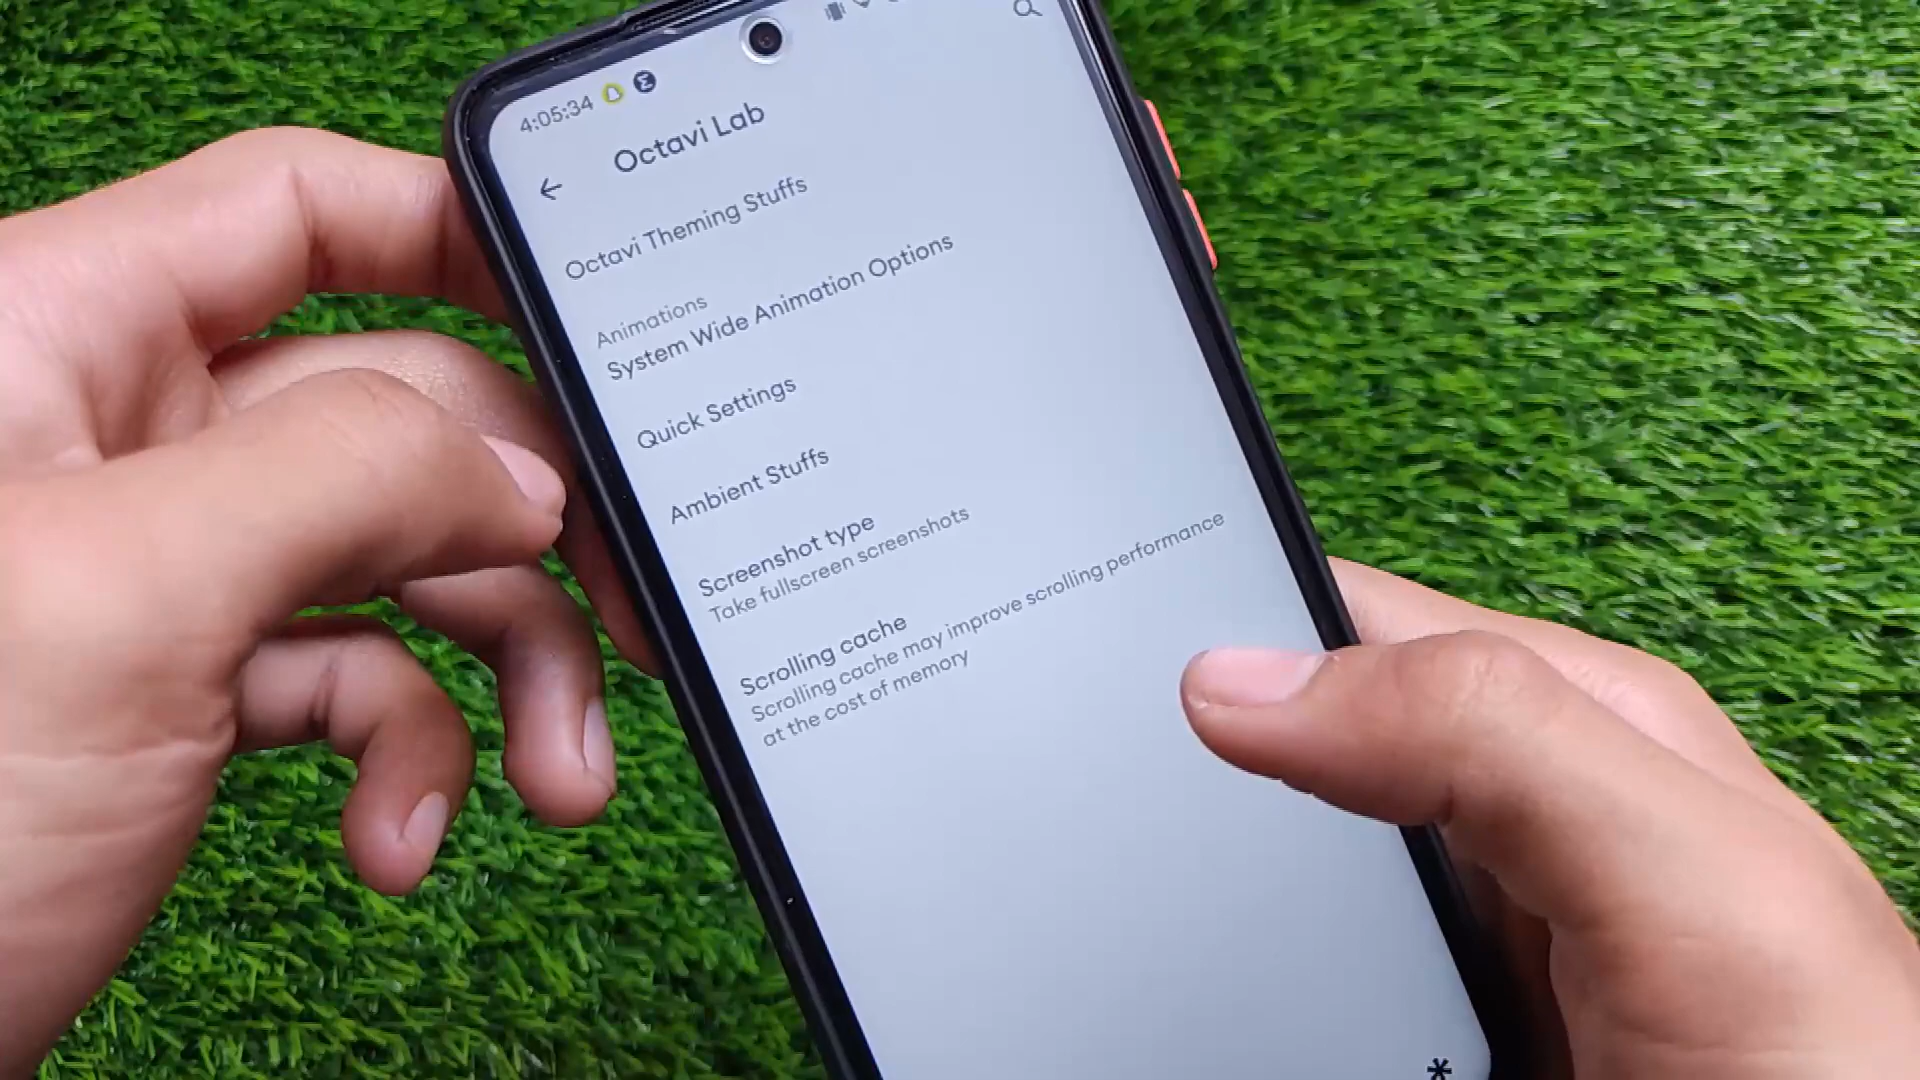 4:05:34
Octavi Lab
Octavi Theming Stuffs
Animations
System Wide Animation Options
Quick Settings
Ambient Stuffs
Screenshot type
Take fullscreen screenshots
Scrolling cache
Scrolling cache may improve scrolling performance
at the cost of memory